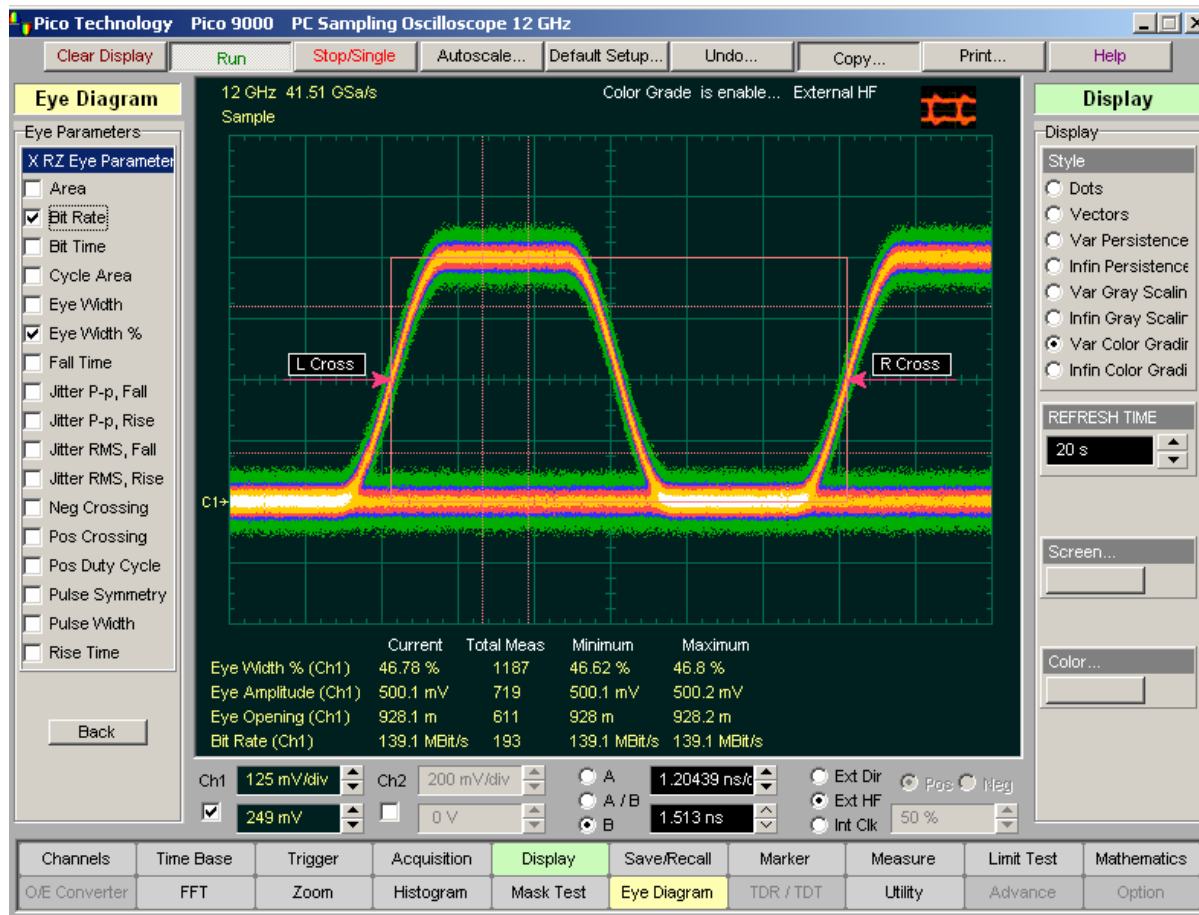 Pico Technology Pico 9000 PC Sampling Oscilloscope 12 GHz
Clear Display Run Stop/Single Autoscale... Default Setup... Undo... Copy... Print... Help
Eye Diagram
Eye Parameters
X RZ Eye Parameter
Area
Bit Rate
Bit Time
Cycle Area
Eye Width
Eye Width %
Fall Time
Jitter P-p, Fall
Jitter P-p, Rise
Jitter RMS, Fall
Jitter RMS, Rise
Neg Crossing
Pos Crossing
Pos Duty Cycle
Pulse Symmetry
Pulse Width
Rise Time
Back
12 GHz 41.51 GSa/s Color Grade is enable... External HF
Sample
L Cross
R Cross
C1
Current Total Meas Minimum Maximum
Eye Width % (Ch1) 46.78 % 1187 46.62 % 46.8 %
Eye Amplitude (Ch1) 500.1 mV 719 500.1 mV 500.2 mV
Eye Opening (Ch1) 928.1 m 611 928 m 928.2 m
Bit Rate (Ch1) 139.1 MBit/s 193 139.1 MBit/s 139.1 MBit/s
Display
Display
Style
Dots
Vectors
Var Persistence
Infin Persistence
Var Gray Scalin
Infin Gray Scalir
Var Color Gradir
Infin Color Gradi
REFRESH TIME
20 s
Screen...
Color...
Ch1 125 mV/div Ch2 200 mV/div A 1.20439 ns/c Ext Dir Pos Neg
A / B Ext HF
249 mV 0 V B 1.513 ns Int Clk 50 %
Channels Time Base Trigger Acquisition Display Save/Recall Marker Measure Limit Test Mathematics
O/E Converter FFT Zoom Histogram Mask Test Eye Diagram TDR / TDT Utility Advance Option